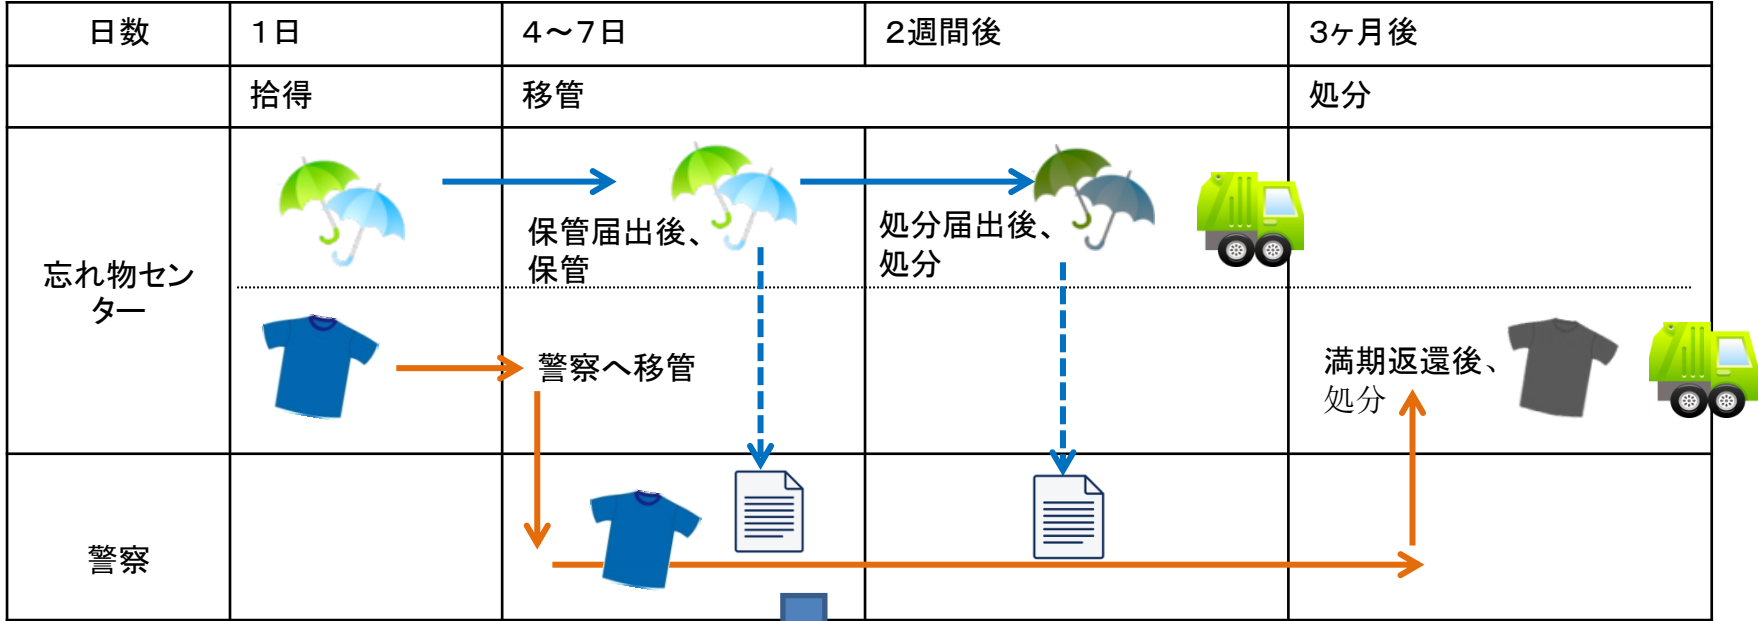 日数
1日
4～7日
2週間後
3ヶ月後
拾得
移管
処分
保管届出後、
保管
処分届出後、
処分
忘れ物セン
ター
警察へ移管
満期返還後、
処分
警察